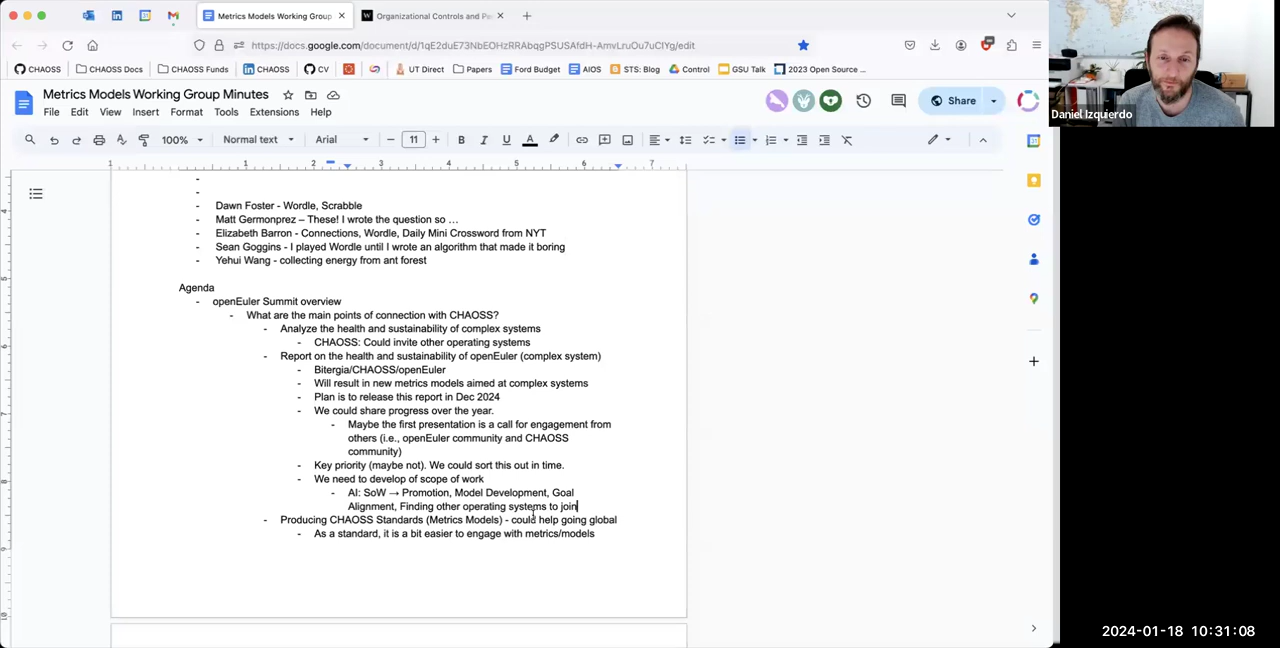 Metrics Models Working Group
Organizational Controls and Pa
https://docs.google.com/document/d/1qE2duE73NbEOHzRRAbqgPSUSAfdH-AmvLruOu7uCIYg/edit
CHAOSS
CHAOSS Docs
CHAOSS Funds
CHAOSS
CV
UT Direct
Papers
Ford Budget
AIOS
STS: Blog
Control
GSU Talk
2023 Open Source ...
Metrics Models Working Group Minutes
File Edit View Insert Format Tools Extensions Help
Share
100% Normal text Arial 11
1 1 2 3 4 5 6 7
-
-
- Dawn Foster - Wordle, Scrabble
- Matt Germonprez – These! I wrote the question so …
- Elizabeth Barron - Connections, Wordle, Daily Mini Crossword from NYT
- Sean Goggins - I played Wordle until I wrote an algorithm that made it boring
- Yehui Wang - collecting energy from ant forest
Agenda
- openEuler Summit overview
- What are the main points of connection with CHAOSS?
- Analyze the health and sustainability of complex systems
- CHAOSS: Could invite other operating systems
- Report on the health and sustainability of openEuler (complex system)
- Bitergia/CHAOSS/openEuler
- Will result in new metrics models aimed at complex systems
- Plan is to release this report in Dec 2024
- We could share progress over the year.
- Maybe the first presentation is a call for engagement from
others (i.e., openEuler community and CHAOSS
community)
- Key priority (maybe not). We could sort this out in time.
- We need to develop of scope of work
- AI: SoW → Promotion, Model Development, Goal
Alignment, Finding other operating systems to join
- Producing CHAOSS Standards (Metrics Models) - could help going global
- As a standard, it is a bit easier to engage with metrics/models
Daniel Izquierdo
2024-01-18 10:31:08